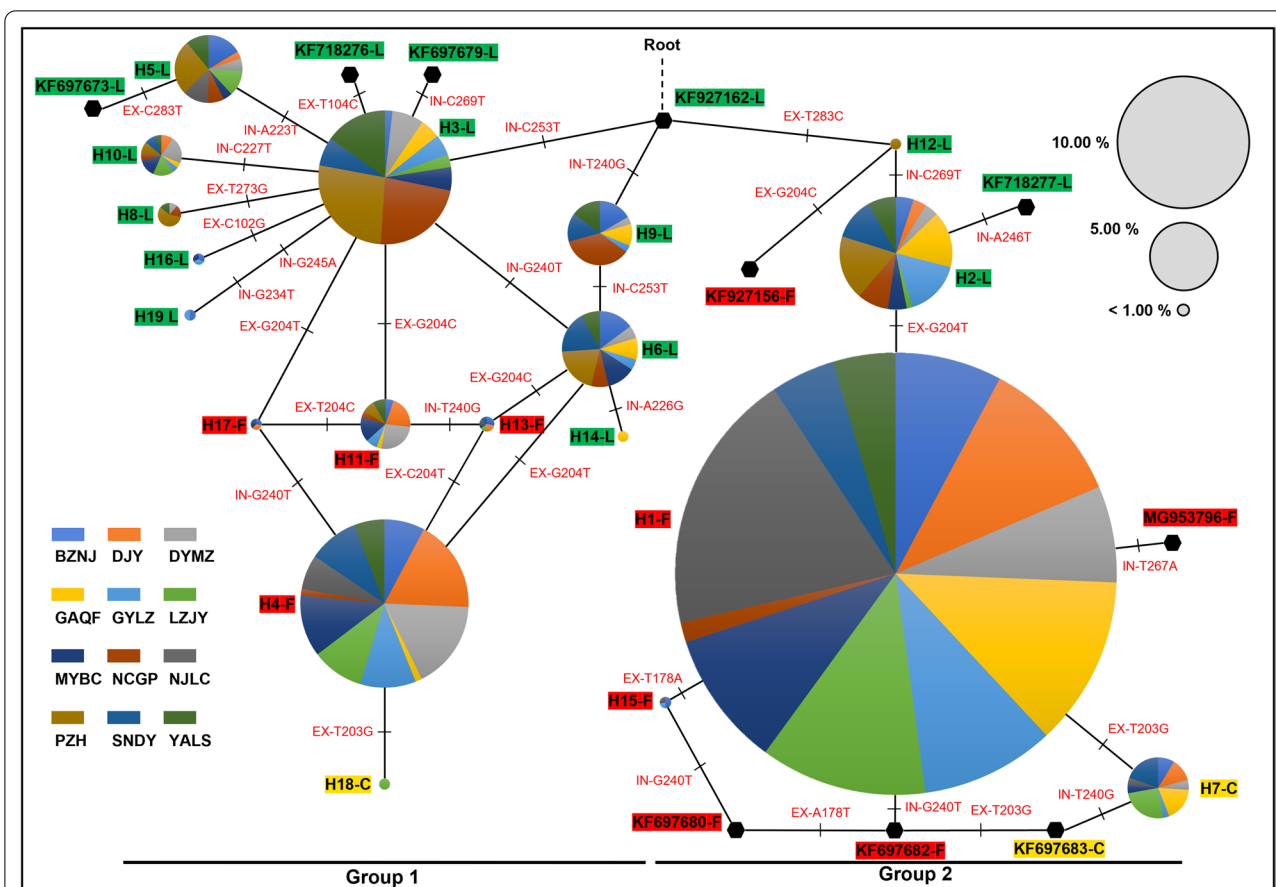 KF718276-L
KF697679-L
Root
H5-L
KF697673-L
KF927162-L
EX-C283T
EX-T104C
IN-C269T
IN-A223T
H3-L
IN-C253T
EX-T283C
10.00 %
H10-L
IN-C227T
H12-L
IN-T240G
IN-C269T
KF718277-L
EX-T273G
EX-G204C
H8-L
EX-C102G
5.00 %
H9-L
IN-A246T
H16-L
IN-G245A
IN-G240T
H2-L
IN-G234T
IN-C253T
KF927156-F
H19 L
< 1.00 %
EX-G204T
EX-G204C
EX-G204T
H6-L
EX-G204C
EX-T204C
IN-T240G
IN-A226G
H17-F
H13-F
H14-L
H11-F
EX-C204T
EX-G204T
IN-G240T
H1-F
MG953796-F
BZNJ
DJY
DYMZ
IN-T267A
H4-F
GAQF
GYLZ
LZJY
MYBC
NCGP
NJLC
EX-T178A
H15-F
EX-T203G
EX-T203G
PZH
SNDY
YALS
H18-C
IN-G240T
H7-C
IN-T240G
IN-G240T
EX-T203G
EX-A178T
KF697680-F
KF697682-F
KF697683-C
Group 1
Group 2